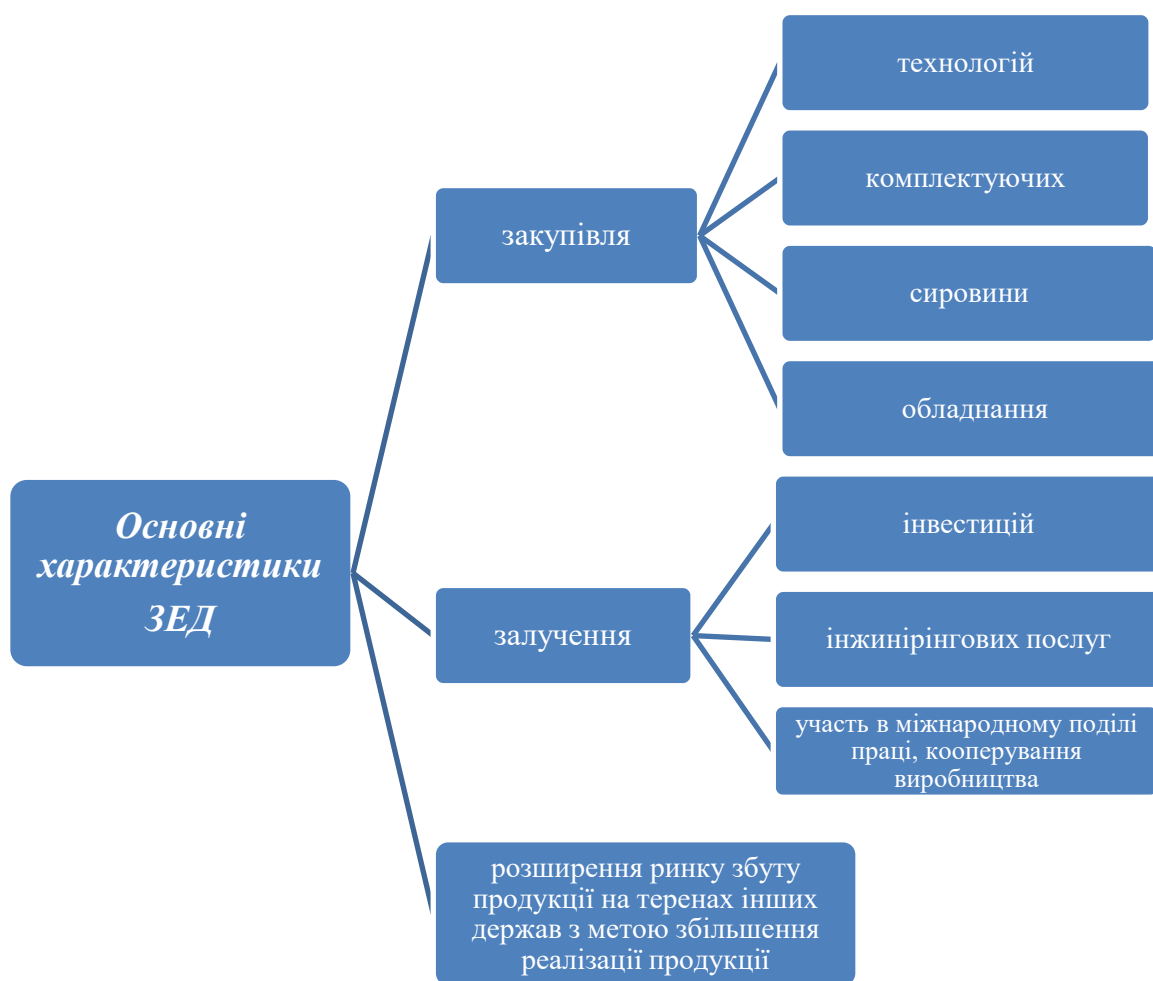 Основні
характеристики
ЗЕД
закупівля
технологій
комплектуючих
сировини
обладнання
залучення
інвестицій
інжинірінгових послуг
участь в міжнародному поділі
праці, кооперування
виробництва
розширення ринку збуту
продукції на теренах інших
держав з метою збільшення
реалізації продукції